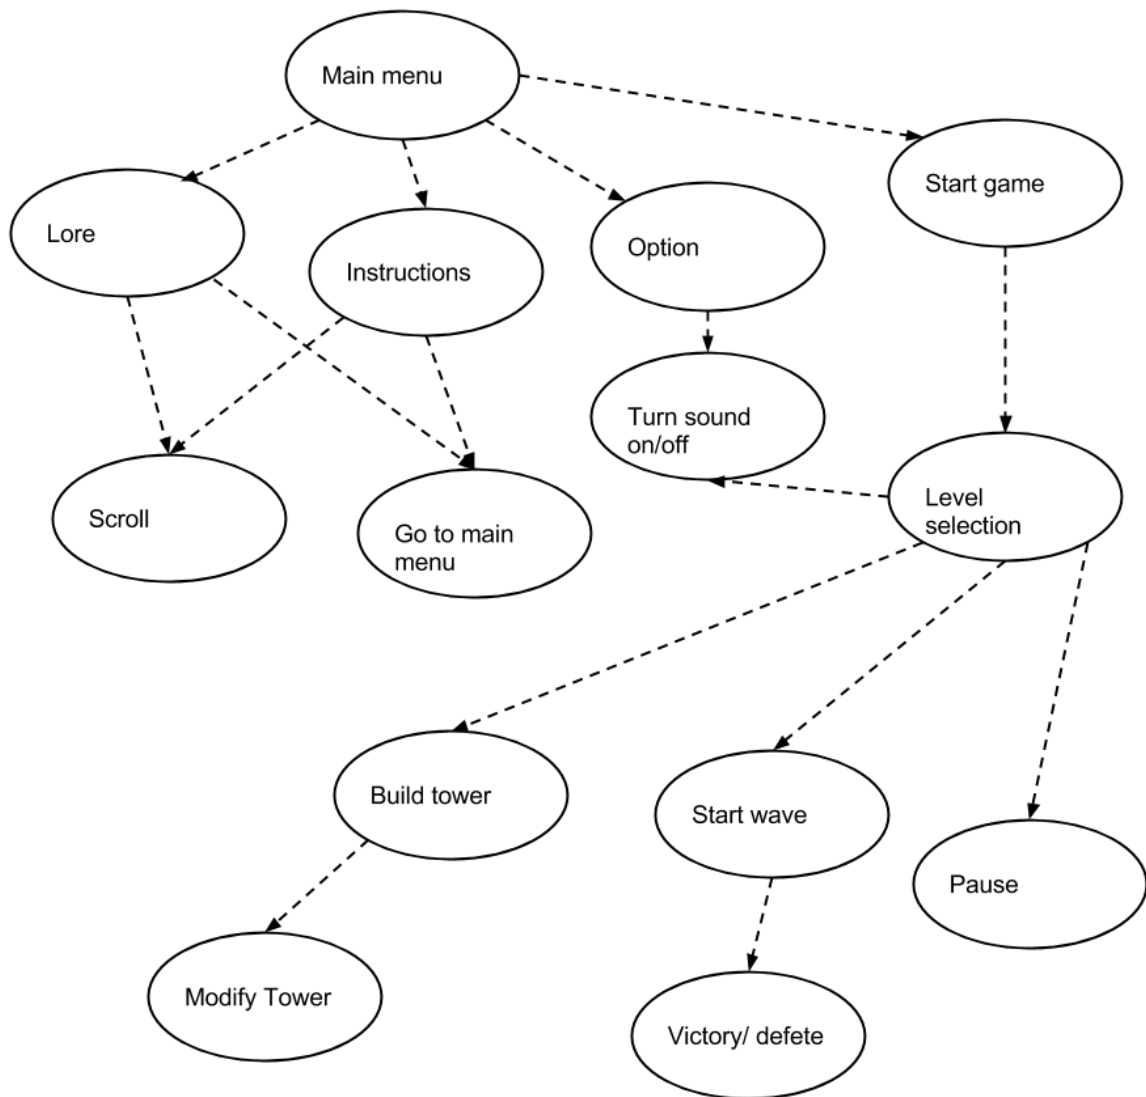 Main menu
Start game
Lore
Instructions
Option
Turn sound
on/off
Scroll
Go to main
menu
Level
selection
Build tower
Start wave
Pause
Modify Tower
Victory/ defete